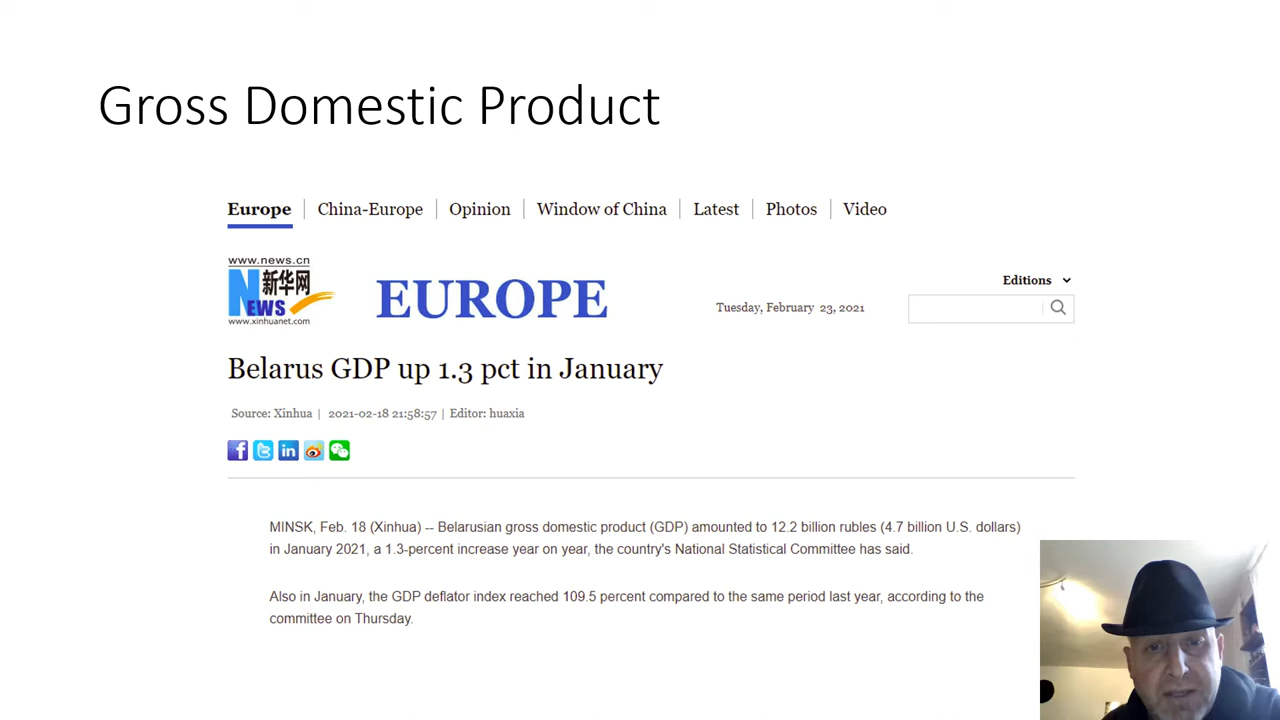 Gross Domestic Product
Europe | China-Europe | Opinion | Window of China | Latest | Photos | Video
www.news.cn
新华网
NEWS
www.xinhuanet.com
EUROPE
Tuesday, February 23, 2021
Editions
Belarus GDP up 1.3 pct in January
Source: Xinhua | 2021-02-18 21:58:57 | Editor: huaxia
MINSK, Feb. 18 (Xinhua) -- Belarusian gross domestic product (GDP) amounted to 12.2 billion rubles (4.7 billion U.S. dollars)
in January 2021, a 1.3-percent increase year on year, the country's National Statistical Committee has said.
Also in January, the GDP deflator index reached 109.5 percent compared to the same period last year, according to the
committee on Thursday.